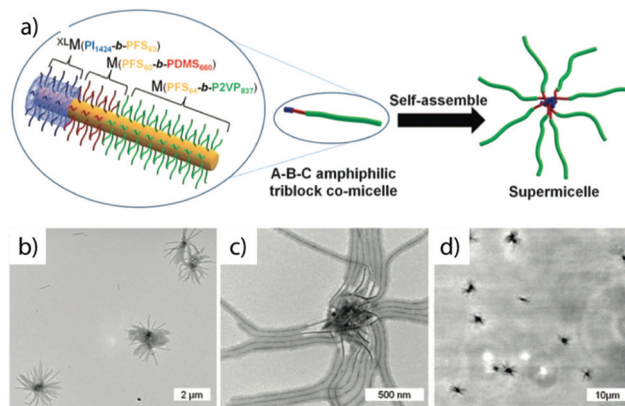 a)
XLM(PI1424-b-PFS63)
M(PFS60-b-PDMS660)
M(PFS64-b-P2VP837)
Self-assemble
A-B-C amphiphilic
triblock co-micelle
Supermicelle
b)
c)
d)
2 μm
500 nm
10μm